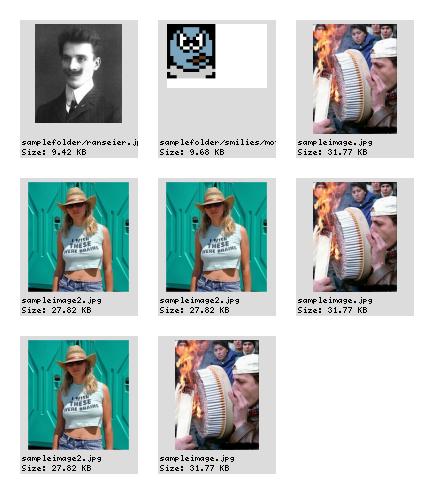 samplefolder/ranseier.jp
Size: 9.42 KB
samplefolder/smilies/mo
Size: 9.68 KB
sampleimage.jpg
Size: 31.77 KB
I WISH
THESE
WERE BRAINS
sampleimage2.jpg
Size: 27.82 KB
I WISH
THESE
WERE BRAINS
sampleimage2.jpg
Size: 27.82 KB
sampleimage.jpg
Size: 31.77 KB
I WISH
THESE
WERE BRAINS
sampleimage2.jpg
Size: 27.82 KB
sampleimage.jpg
Size: 31.77 KB